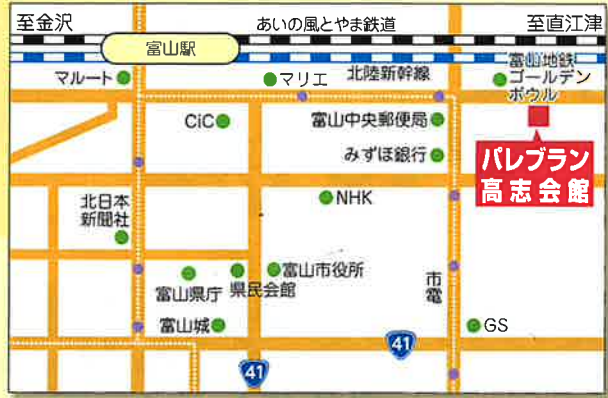 至金沢
あいの風とやま鉄道
至直江津
富山駅
富山地鉄
マルート
マリエ
北陸新幹線
ゴールデン
ボウル
CiC
富山中央郵便局
みずほ銀行
パレブラン
高志会館
北日本
新聞社
NHK
富山県庁
県民会館
富山市役所
市電
富山城
GS
41
41